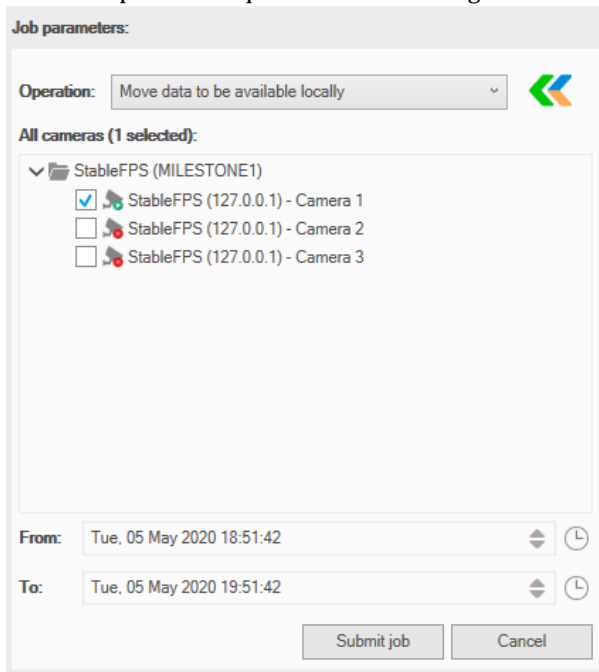 Job parameters:
Operation: Move data to be available locally
All cameras (1 selected):
StableFPS (MILESTONE1)
StableFPS (127.0.0.1) - Camera 1
StableFPS (127.0.0.1) - Camera 2
StableFPS (127.0.0.1) - Camera 3
From: Tue, 05 May 2020 18:51:42
To: Tue, 05 May 2020 19:51:42
Submit job Cancel